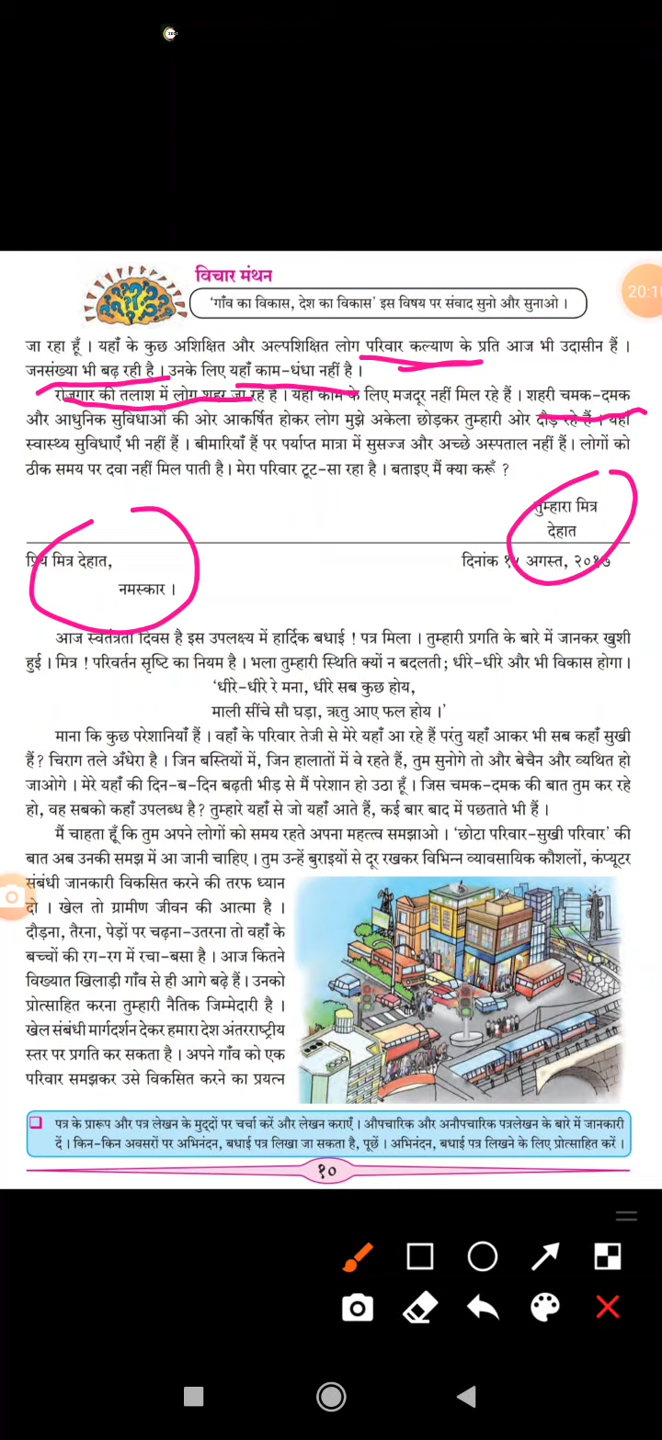 विचार मंथन
'गाँव का विकास, देश का विकास' इस विषय पर संवाद सुनो और सुनाओ ।
20:1
जा रहा हूँ । यहाँ के कुछ अशिक्षित और अल्पशिक्षित लोग परिवार कल्याण के प्रति आज भी उदासीन हैं ।
जनसंख्या भी बढ़ रही है । उनके लिए यहाँ काम-धंधा नहीं है ।
रोजगार की तलाश में लोग शहर जा रहे हैं । यहाँ काम के लिए मजदूर नहीं मिल रहे हैं । शहरी चमक-दमक
और आधुनिक सुविधाओं की ओर आकर्षित होकर लोग मुझे अकेला छोड़कर तुम्हारी ओर दौड़ रहे हैं । यहाँ
स्वास्थ्य सुविधाएँ भी नहीं हैं । बीमारियाँ हैं पर पर्याप्त मात्रा में सुसज्ज और अच्छे अस्पताल नहीं हैं । लोगों को
ठीक समय पर दवा नहीं मिल पाती है । मेरा परिवार टूट-सा रहा है । बताइए मैं क्या करूँ ?
तुम्हारा मित्र
देहात
प्रिय मित्र देहात, दिनांक १५ अगस्त, २०१७
नमस्कार ।
आज स्वतंत्रता दिवस है इस उपलक्ष्य में हार्दिक बधाई ! पत्र मिला । तुम्हारी प्रगति के बारे में जानकर खुशी
हुई । मित्र ! परिवर्तन सृष्टि का नियम है । भला तुम्हारी स्थिति क्यों न बदलती; धीरे-धीरे और भी विकास होगा ।
'धीरे-धीरे रे मना, धीरे सब कुछ होय,
माली सींचे सौ घड़ा, ऋतु आए फल होय ।'
माना कि कुछ परेशानियाँ हैं । वहाँ के परिवार तेजी से मेरे यहाँ आ रहे हैं परंतु यहाँ आकर भी सब कहाँ सुखी
हैं? चिराग तले अँधेरा है । जिन बस्तियों में, जिन हालातों में वे रहते हैं, तुम सुनोगे तो और बेचैन और व्यथित हो
जाओगे । मेरे यहाँ की दिन-ब-दिन बढ़ती भीड़ से मैं परेशान हो उठा हूँ । जिस चमक-दमक की बात तुम कर रहे
हो, वह सबको कहाँ उपलब्ध है? तुम्हारे यहाँ से जो यहाँ आते हैं, कई बार बाद में पछताते भी हैं ।
मैं चाहता हूँ कि तुम अपने लोगों को समय रहते अपना महत्त्व समझाओ । 'छोटा परिवार-सुखी परिवार' की
बात अब उनकी समझ में आ जानी चाहिए । तुम उन्हें बुराइयों से दूर रखकर विभिन्न व्यावसायिक कौशलों, कंप्यूटर
संबंधी जानकारी विकसित करने की तरफ ध्यान
दो । खेल तो ग्रामीण जीवन की आत्मा है ।
दौड़ना, तैरना, पेड़ों पर चढ़ना-उतरना तो वहाँ के
बच्चों की रग-रग में रचा-बसा है । आज कितने
विख्यात खिलाड़ी गाँव से ही आगे बढ़े हैं । उनको
प्रोत्साहित करना तुम्हारी नैतिक जिम्मेदारी है ।
खेल संबंधी मार्गदर्शन देकर हमारा देश अंतरराष्ट्रीय
स्तर पर प्रगति कर सकता है । अपने गाँव को एक
परिवार समझकर उसे विकसित करने का प्रयत्न
पत्र के प्रारूप और पत्र लेखन के मुद्दों पर चर्चा करें और लेखन कराएँ । औपचारिक और अनौपचारिक पत्रलेखन के बारे में जानकारी
दें । किन-किन अवसरों पर अभिनंदन, बधाई पत्र लिखा जा सकता है, पूछें । अभिनंदन, बधाई पत्र लिखने के लिए प्रोत्साहित करें ।
१०